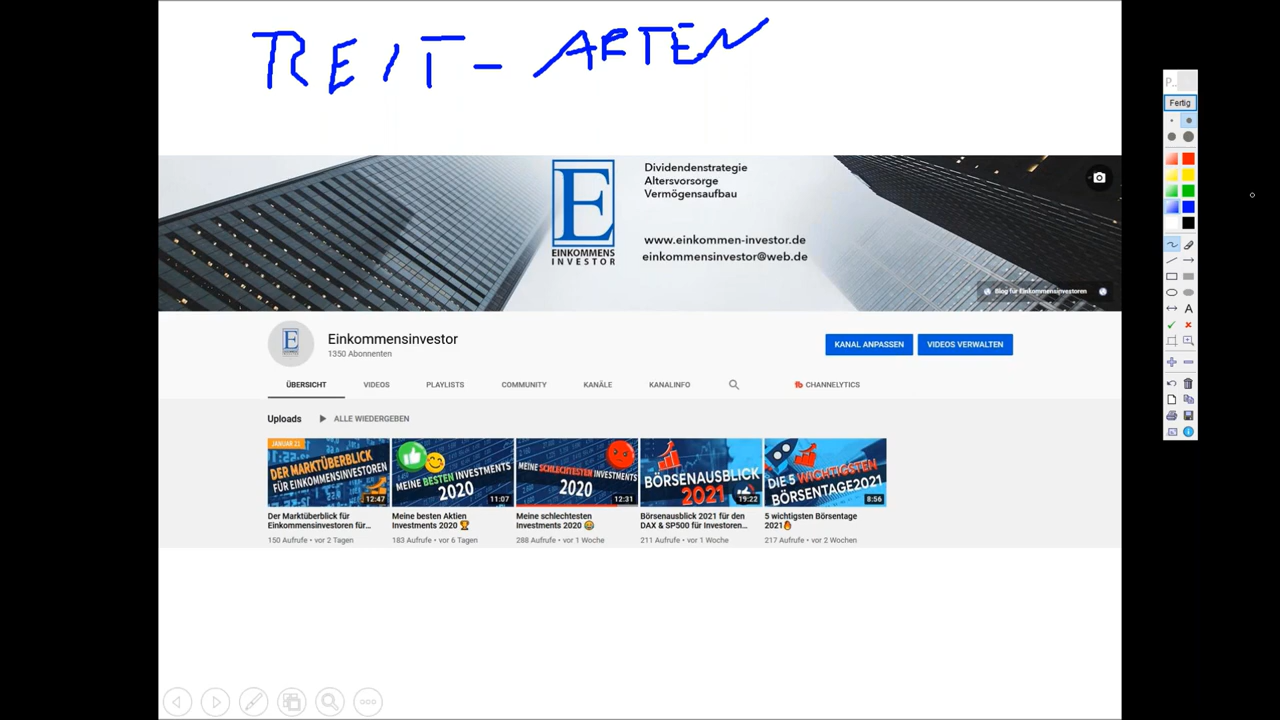 REIT - ARTEN
P...
Fertig
Dividendenstrategie
Altersvorsorge
Vermögensaufbau
E
EINKOMMENS
INVESTOR
www.einkommen-investor.de
einkommensinvestor@web.de
Blog für Einkommensinvestoren
A
E
Einkommensinvestor
1350 Abonnenten
KANAL ANPASSEN
VIDEOS VERWALTEN
ÜBERSICHT VIDEOS PLAYLISTS COMMUNITY KANÄLE KANALINFO CHANNELYTICS
Uploads ALLE WIEDERGEBEN
JANUAR 21
DER MARKTÜBERBLICK
FÜR EINKOMMENSINVESTOREN
12:47
MEINE BESTEN INVESTMENTS
2020
11:07
MEINE SCHLECHTESTEN INVESTMENTS
2020
12:31
BÖRSENAUSBLICK
2021
19:22
DIE 5 WICHTIGSTEN
BÖRSENTAGE2021
8:56
Der Marktüberblick für
Einkommensinvestoren für...
150 Aufrufe • vor 2 Tagen
Meine besten Aktien
Investments 2020 🏆
183 Aufrufe • vor 6 Tagen
Meine schlechtesten
Investments 2020 😂
288 Aufrufe • vor 1 Woche
Börsenausblick 2021 für den
DAX & SP500 für Investoren...
211 Aufrufe • vor 1 Woche
5 wichtigsten Börsentage
2021🔥
217 Aufrufe • vor 2 Wochen